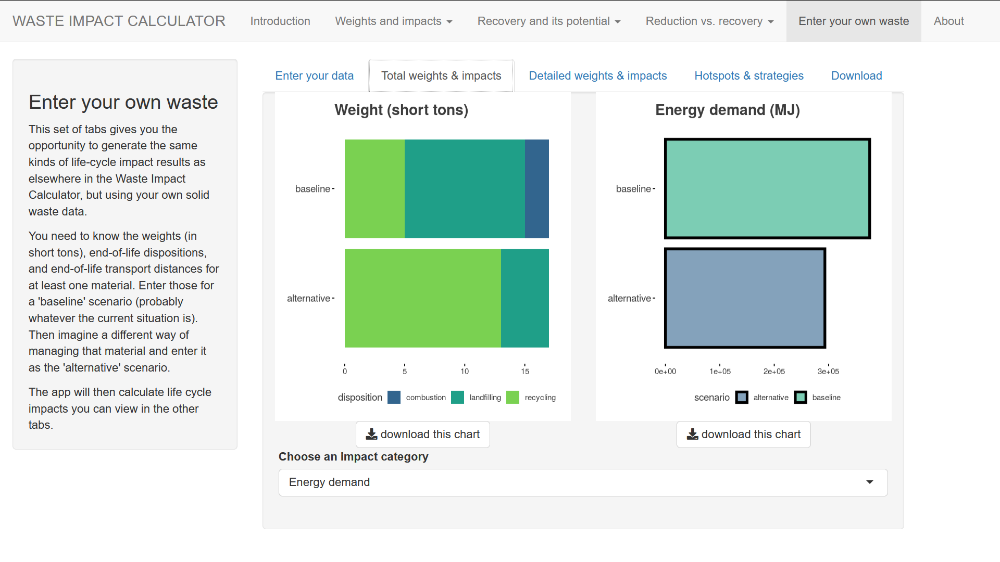 WASTE IMPACT CALCULATOR Introduction Weights and impacts Recovery and its potential Reduction vs. recovery Enter your own waste About
Enter your own waste
This set of tabs gives you the
opportunity to generate the same
kinds of life-cycle impact results as
elsewhere in the Waste Impact
Calculator, but using your own solid
waste data.
You need to know the weights (in
short tons), end-of-life dispositions,
and end-of-life transport distances for
at least one material. Enter those for
a 'baseline' scenario (probably
whatever the current situation is).
Then imagine a different way of
managing that material and enter it
as the 'alternative' scenario.
The app will then calculate life cycle
impacts you can view in the other
tabs.
Enter your data Total weights & impacts Detailed weights & impacts Hotspots & strategies Download
Weight (short tons)
baseline
alternative
0 5 10 15
disposition combustion landfilling recycling
download this chart
Energy demand (MJ)
baseline
alternative
0e+00 1e+05 2e+05 3e+05
scenario alternative baseline
download this chart
Choose an impact category
Energy demand